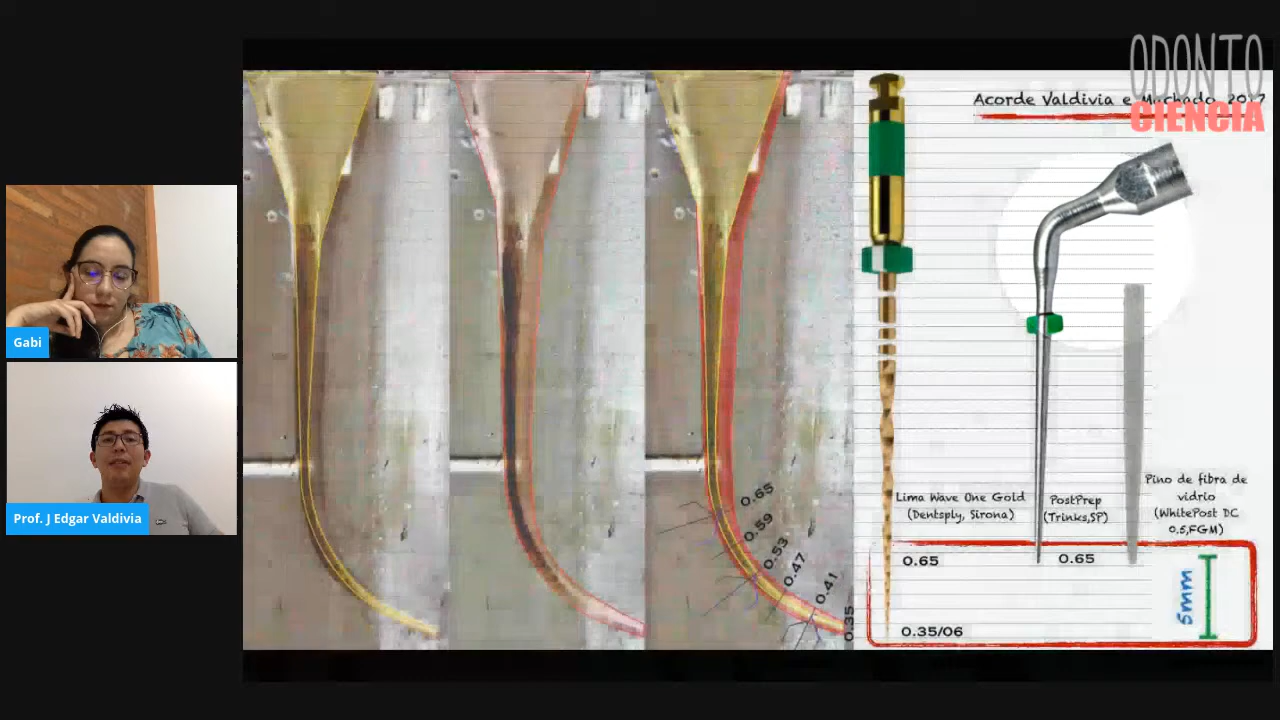 ODONTO
CIENCIA
Acorde Valdivia e Machado 2017
Gabi
Prof. J Edgar Valdivia
0.65
0.59
0.53
0.47
0.41
0.35
Lima Wave One Gold
(Dentsply, Sirona)
PostPrep
(Trinks,SP)
Pino de fibra de
vidrio
(WhitePost DC
0.5,FGM)
0.65
0.65
0.35/06
5mm